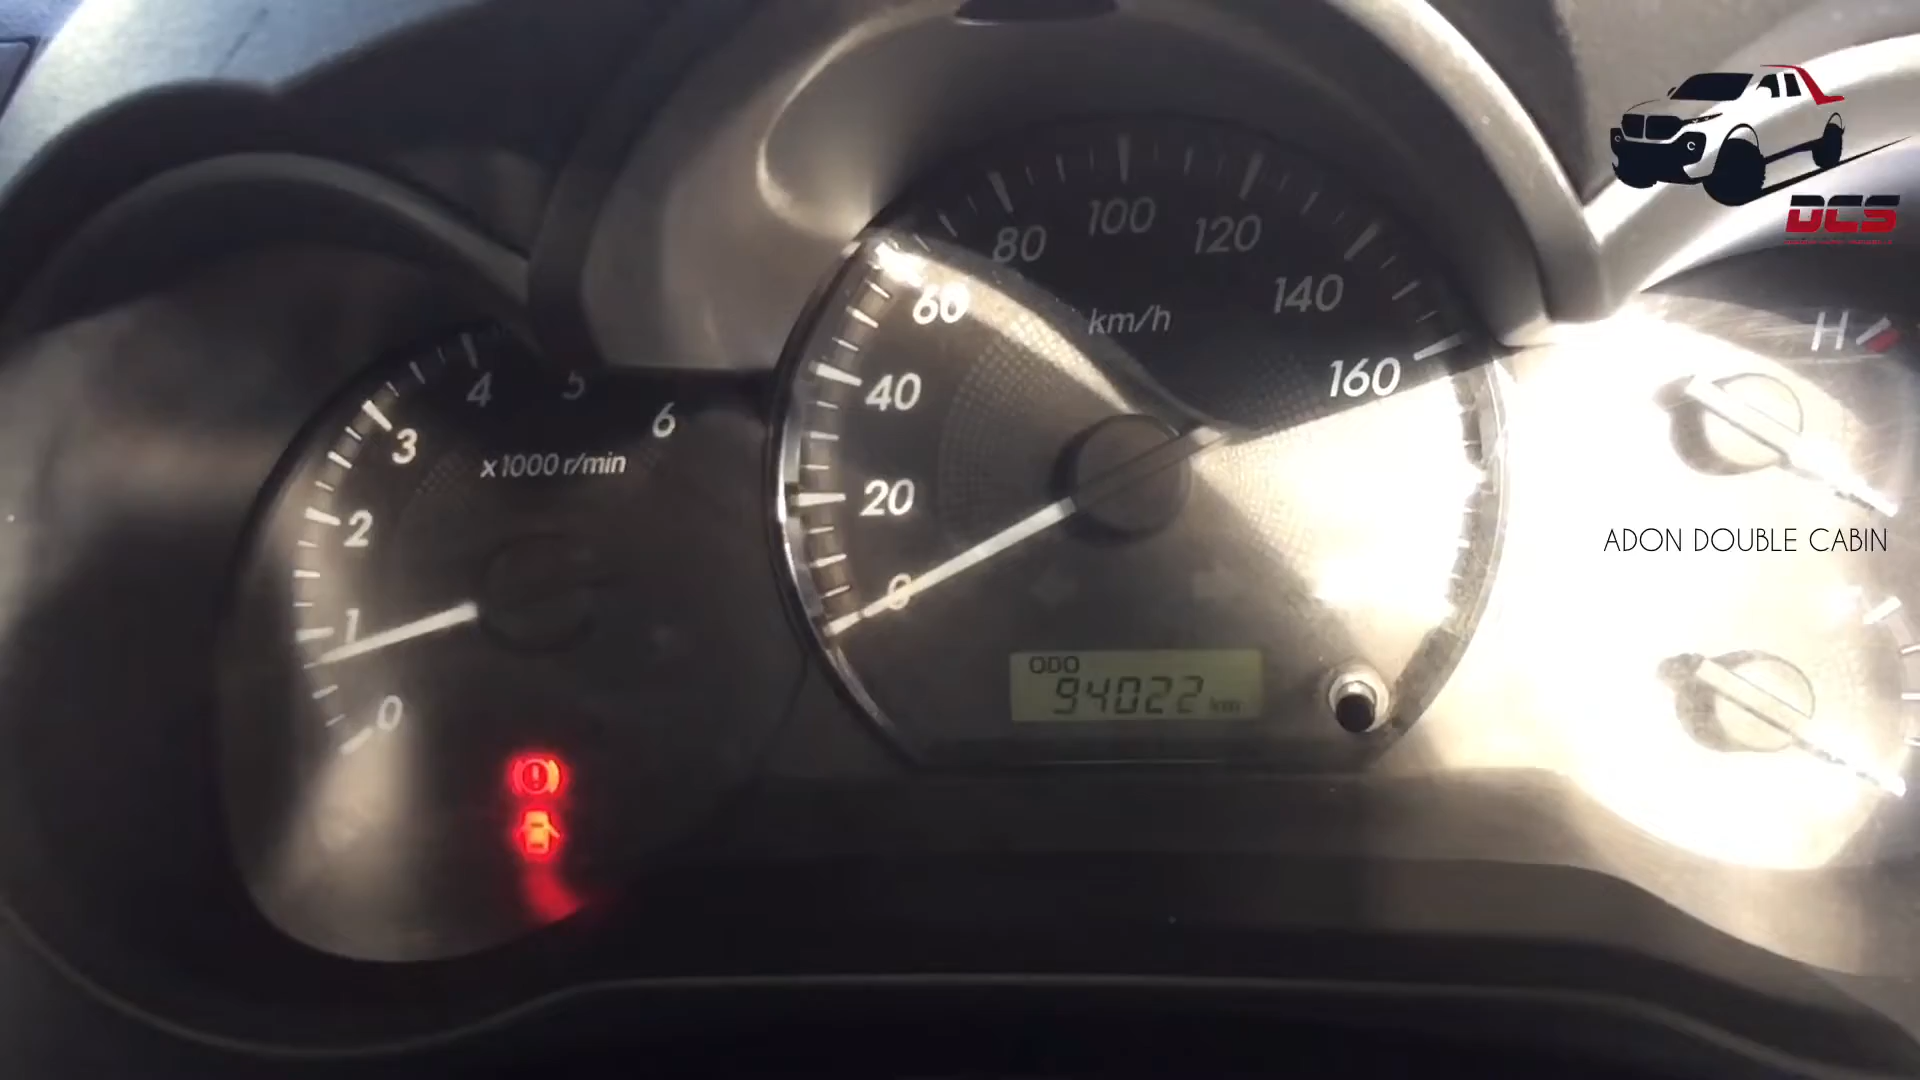 DCS
80 100 120
60 140
km/h
40 160
H
4 5 6
3
x1000 r/min
2
20
ADON DOUBLE CABIN
1
0
0
ODO
94022 km